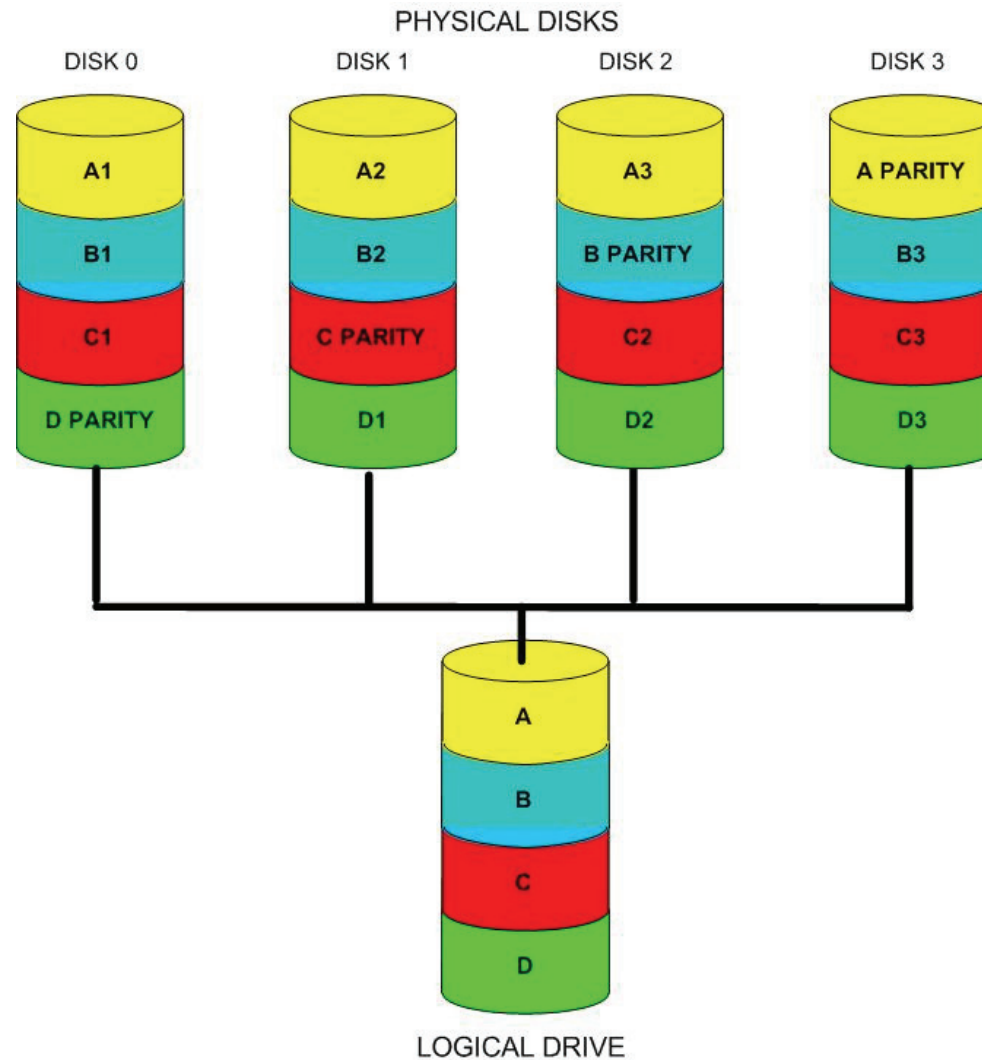 PHYSICAL DISKS
DISK 0 DISK 1 DISK 2 DISK 3
A1 A2 A3 A PARITY
B1 B2 B PARITY B3
C1 C PARITY C2 C3
D PARITY D1 D2 D3
A
B
C
D
LOGICAL DRIVE